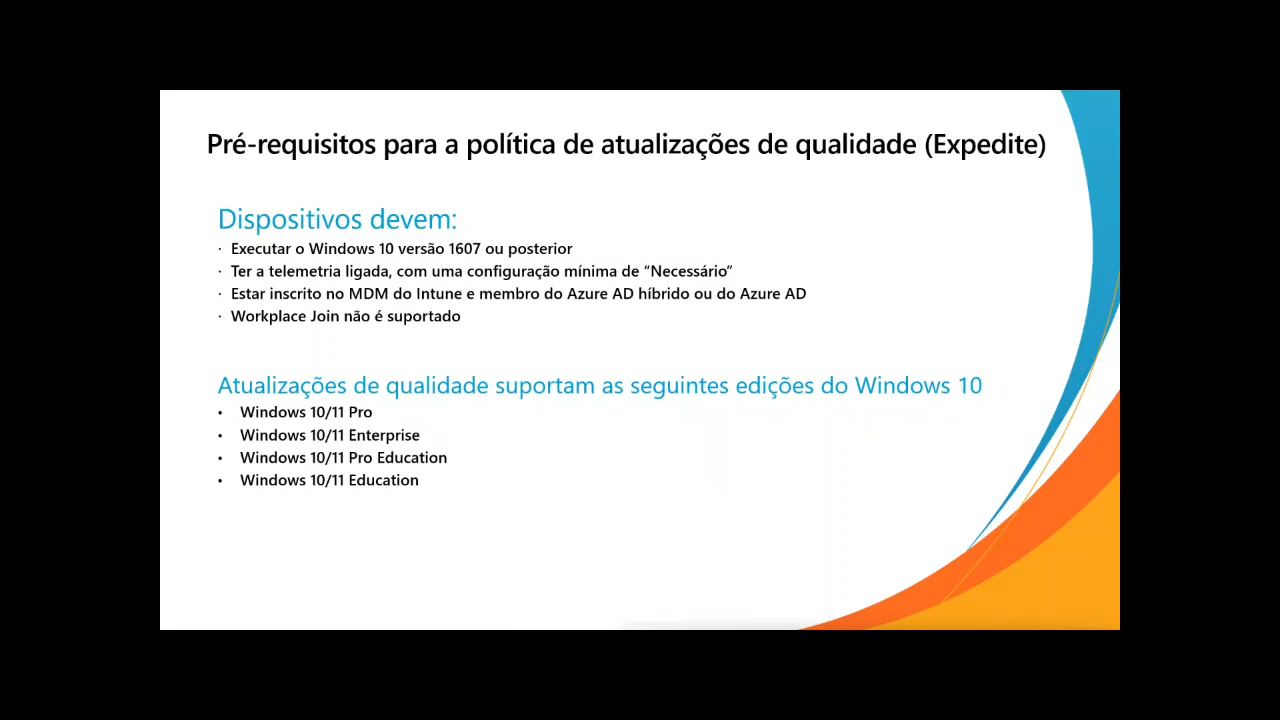 Pré-requisitos para a política de atualizações de qualidade (Expedite)
Dispositivos devem:
· Executar o Windows 10 versão 1607 ou posterior
· Ter a telemetria ligada, com uma configuração mínima de “Necessário”
· Estar inscrito no MDM do Intune e membro do Azure AD híbrido ou do Azure AD
· Workplace Join não é suportado
Atualizações de qualidade suportam as seguintes edições do Windows 10
• Windows 10/11 Pro
• Windows 10/11 Enterprise
• Windows 10/11 Pro Education
• Windows 10/11 Education